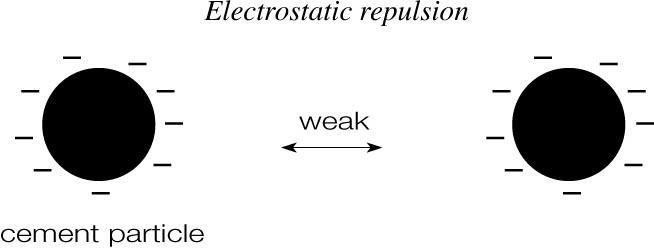 Electrostatic repulsion
weak
cement particle